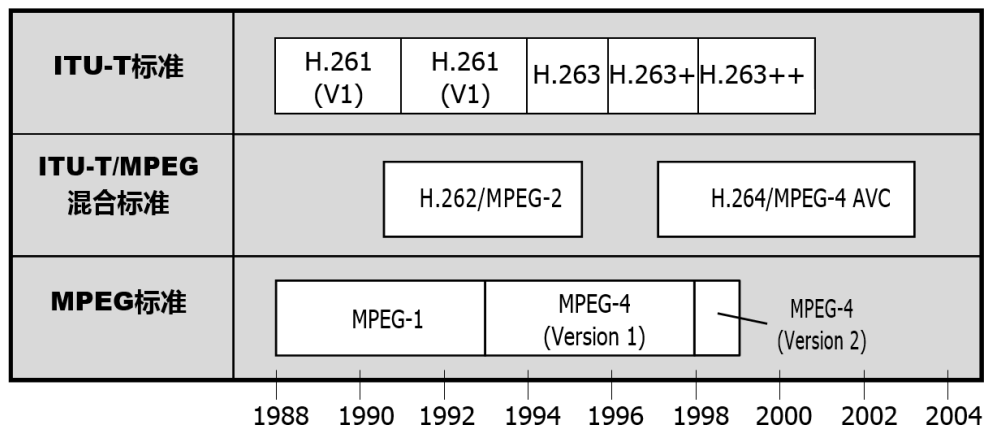 ITU-T标准
H.261
(V1)
H.261
(V1)
H.263
H.263+
H.263++
ITU-T/MPEG
混合标准
H.262/MPEG-2
H.264/MPEG-4 AVC
MPEG标准
MPEG-1
MPEG-4
(Version 1)
MPEG-4
(Version 2)
1988 1990 1992 1994 1996 1998 2000 2002 2004